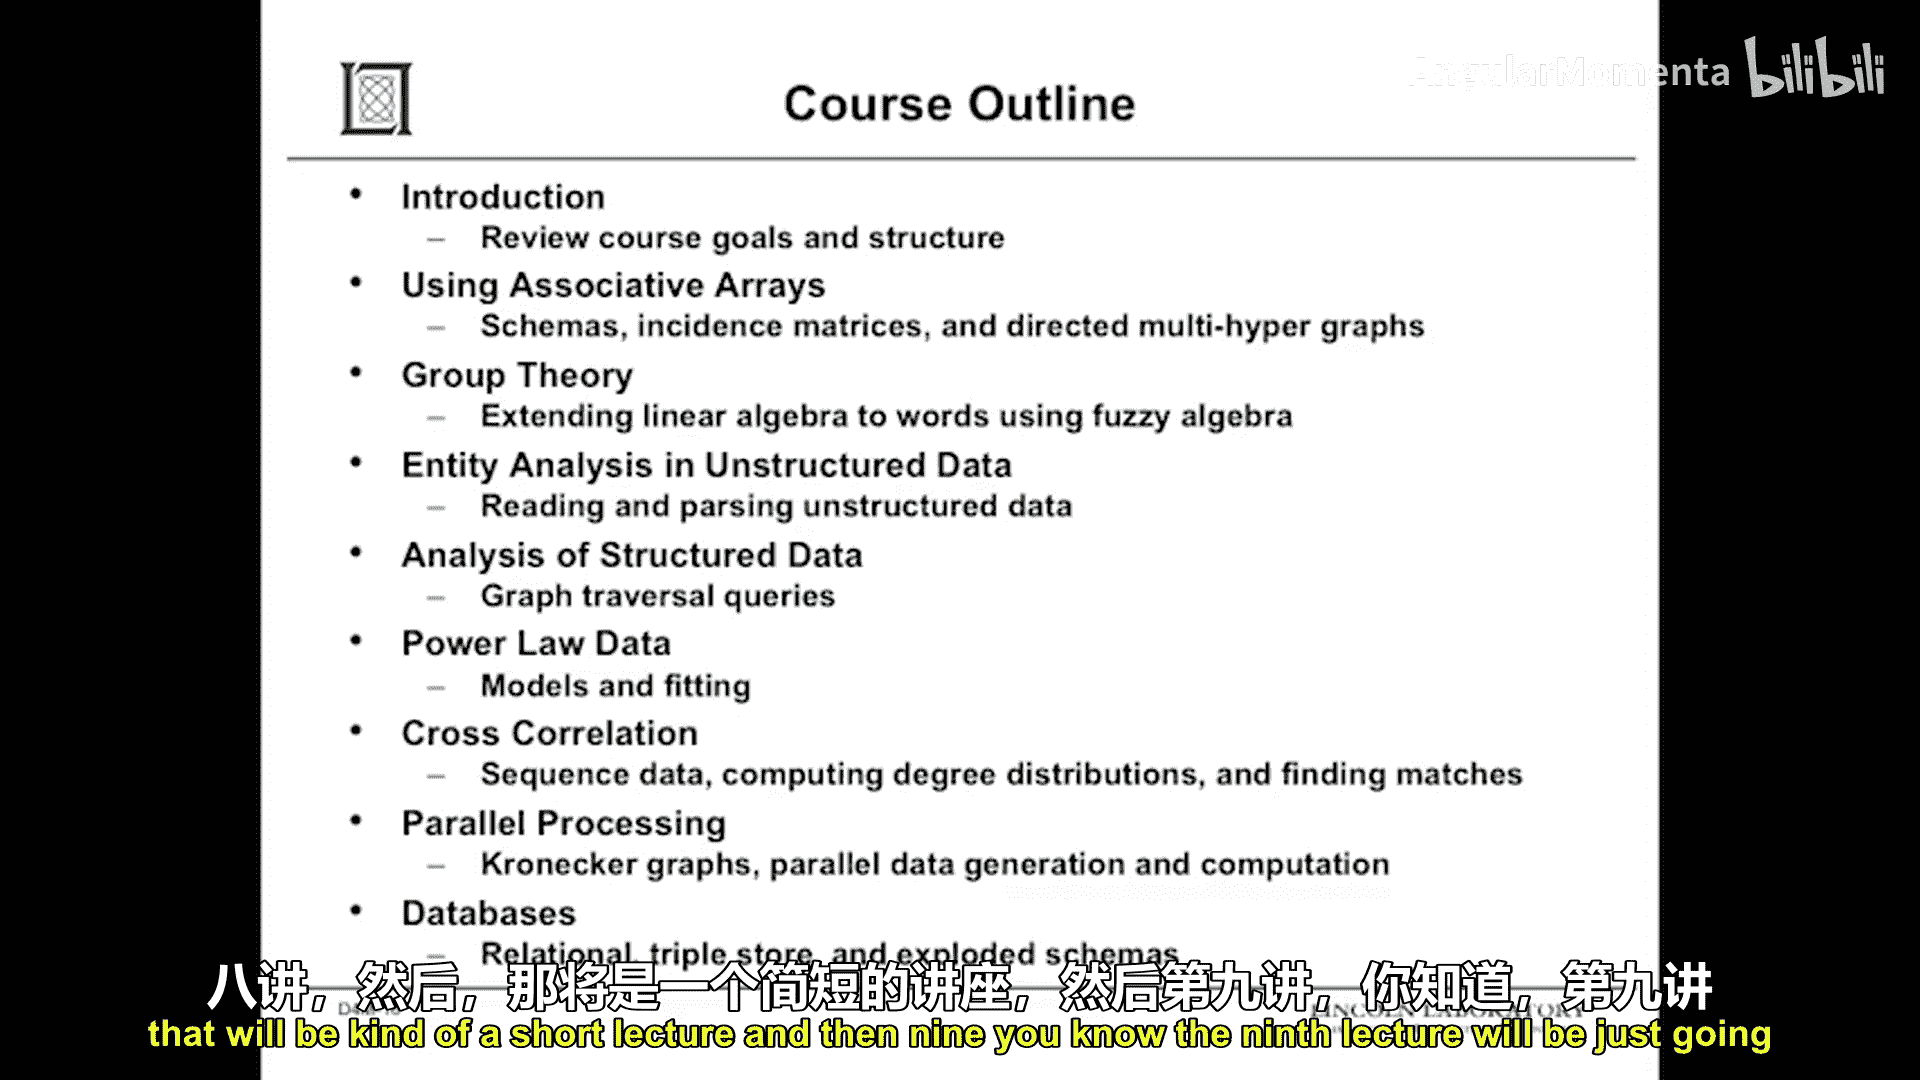 AngularMomenta bilibili
Course Outline
• Introduction
– Review course goals and structure
• Using Associative Arrays
– Schemas, incidence matrices, and directed multi-hyper graphs
• Group Theory
– Extending linear algebra to words using fuzzy algebra
• Entity Analysis in Unstructured Data
– Reading and parsing unstructured data
• Analysis of Structured Data
– Graph traversal queries
• Power Law Data
– Models and fitting
• Cross Correlation
– Sequence data, computing degree distributions, and finding matches
• Parallel Processing
– Kronecker graphs, parallel data generation and computation
• Databases
– Relational, triple store, and exploded schemas
八讲，然后，那将是一个简短的讲座，然后第九讲，你知道，第九讲
LINCOLN LABORATORY
that will be kind of a short lecture and then nine you know the ninth lecture will be just going